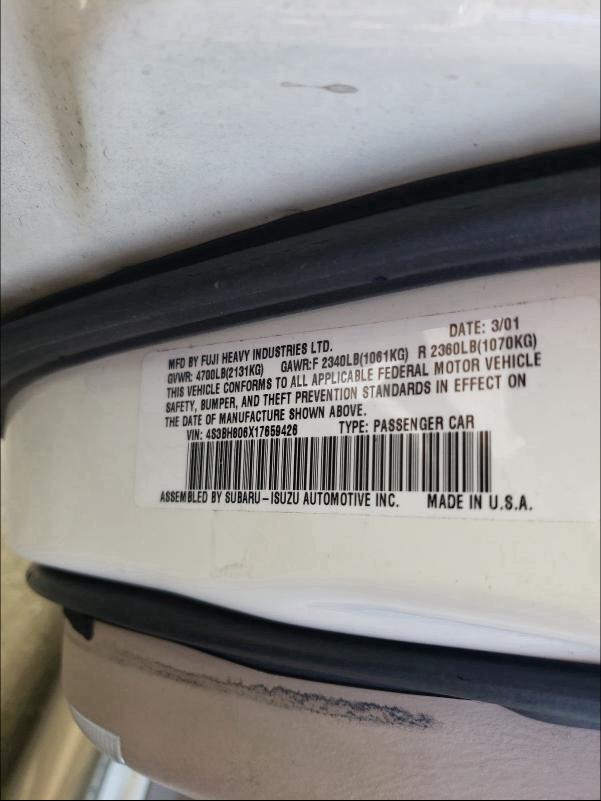 MFD BY FUJI HEAVY INDUSTRIES LTD. DATE: 3/01
GVWR: 4700LB(2131KG) GAWR:F 2340LB(1061KG) R 2360LB(1070KG)
THIS VEHICLE CONFORMS TO ALL APPLICABLE FEDERAL MOTOR VEHICLE
SAFETY, BUMPER, AND THEFT PREVENTION STANDARDS IN EFFECT ON
THE DATE OF MANUFACTURE SHOWN ABOVE.
VIN: 4S3BH806X17659426 TYPE: PASSENGER CAR
ASSEMBLED BY SUBARU-ISUZU AUTOMOTIVE INC. MADE IN U.S.A.